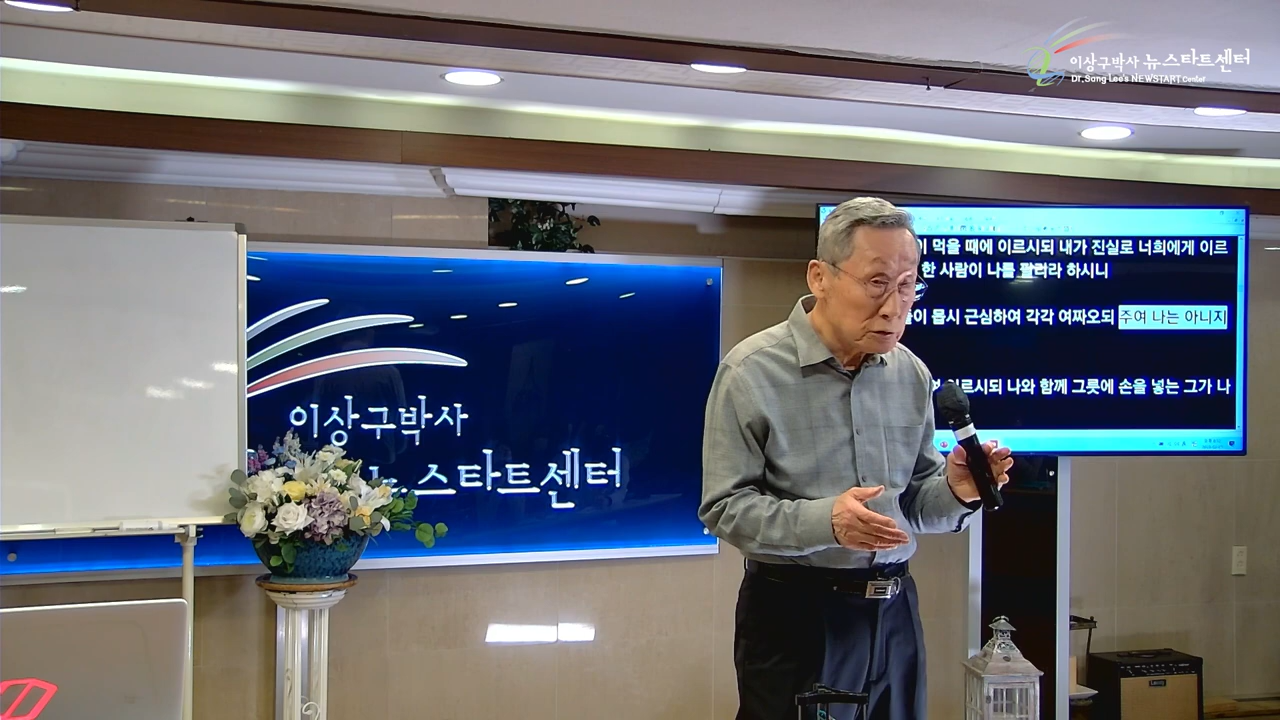 이상구박사 뉴스타트센터
Dr. Sang Lee's NEWSTART Center
먹을 때에 이르시되 내가 진실로 너희에게 이르
한 사람이 나를 팔리라 하시니
몹시 근심하여 각각 여짜오되 주여 나는 아니지
이르시되 나와 함께 그릇에 손을 넣는 그가 나
이상구박사
뉴스타트센터
Laney